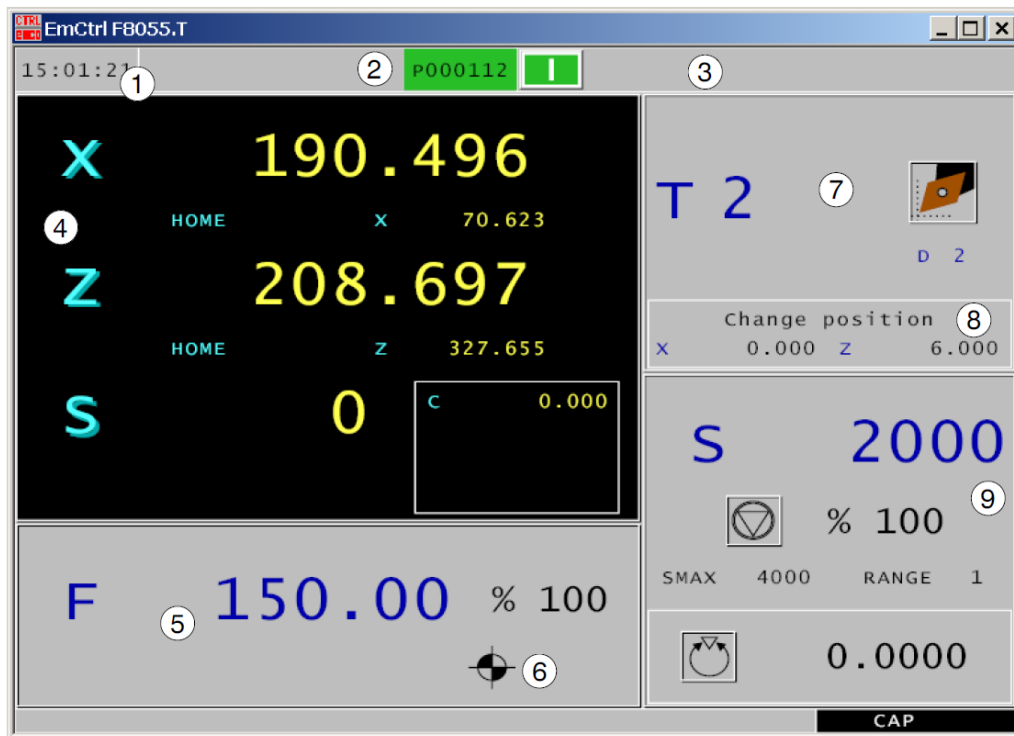 CTRL EMCO EmCtrl F8055.T
15:01:21 1 2 P000112 3
X 190.496
4 HOME X 70.623
Z 208.697
HOME Z 327.655
S 0 C 0.000
T 2 7
D 2
Change position 8
X 0.000 Z 6.000
S 2000
9
% 100
SMAX 4000 RANGE 1
0.0000
F 5 150.00 % 100
6
CAP